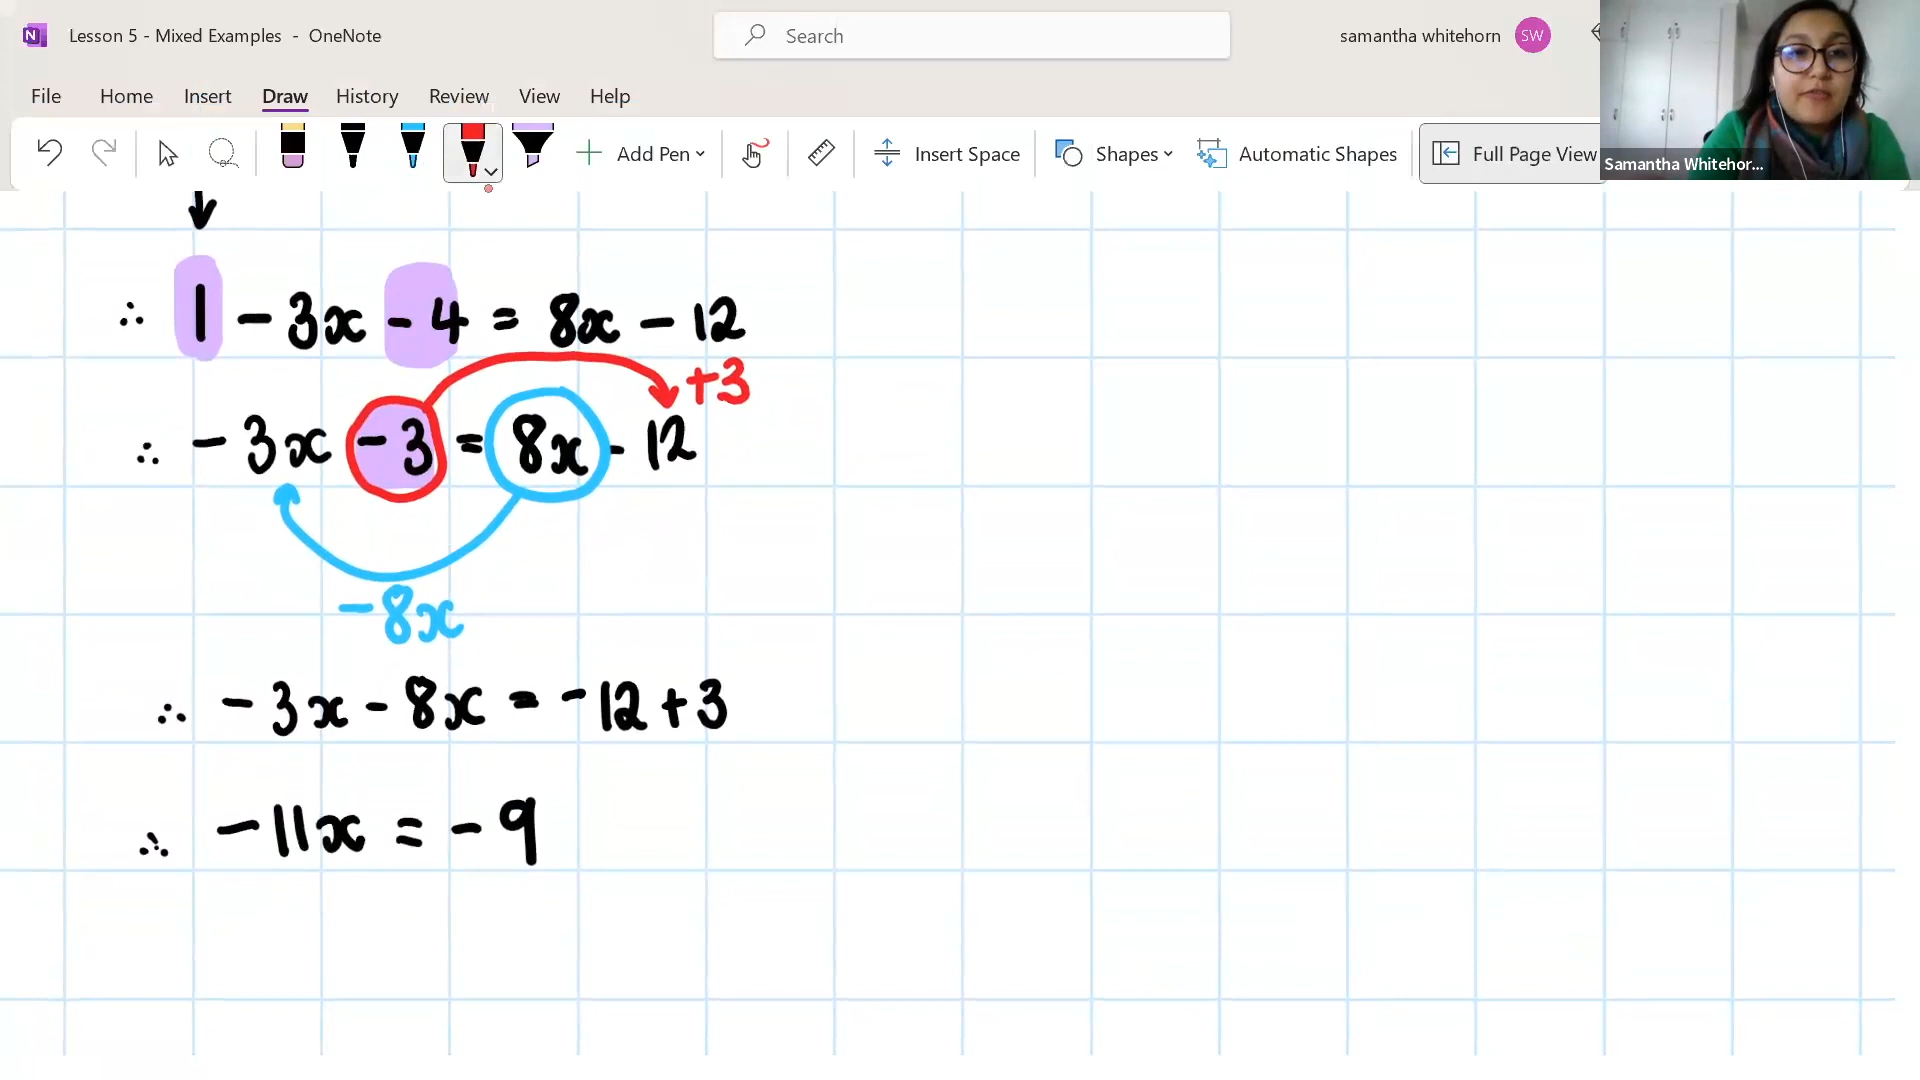 Lesson 5 - Mixed Examples - OneNote
Search
samantha whitehorn SW
File Home Insert Draw History Review View Help
Add Pen Insert Space Shapes Automatic Shapes Full Page View
Samantha Whitehor...
∴ 1 - 3x - 4 = 8x - 12
+3
∴ - 3x - 3 = 8x - 12
- 8x
∴ - 3x - 8x = - 12 + 3
∴ - 11x = - 9